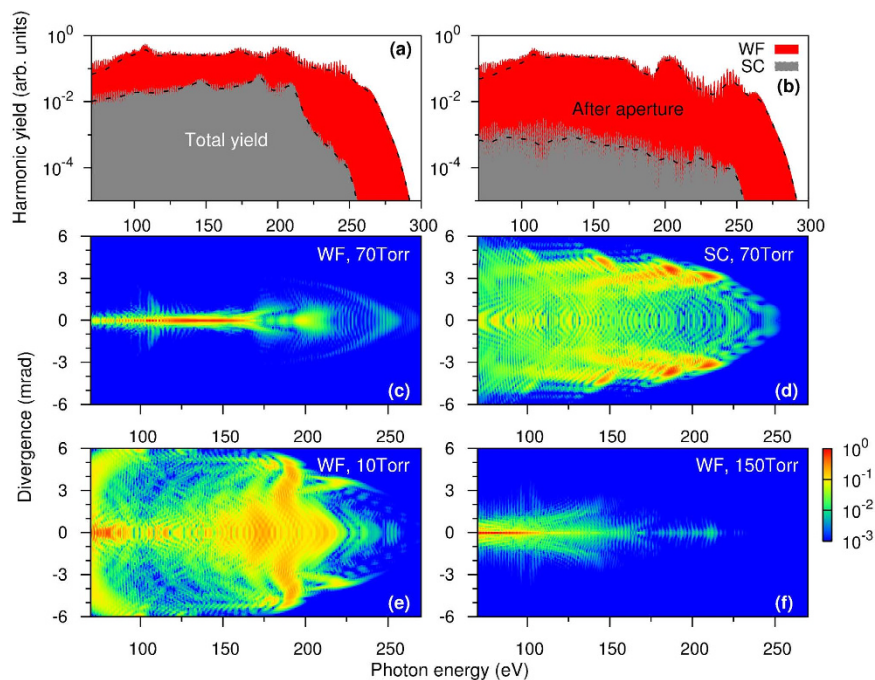 10^0
10^-2
10^-4
Harmonic yield (arb. units)
(a)
Total yield
100 150 200 250 300
10^0
10^-2
10^-4
WF
SC
(b)
After aperture
100 150 200 250 300
6
3
0
-3
-6
WF, 70Torr
(c)
100 150 200 250
6
3
0
-3
-6
SC, 70Torr
(d)
100 150 200 250
Divergence (mrad)
6
3
0
-3
-6
WF, 10Torr
(e)
100 150 200 250
6
3
0
-3
-6
WF, 150Torr
(f)
100 150 200 250
10^0
10^-1
10^-2
10^-3
Photon energy (eV)